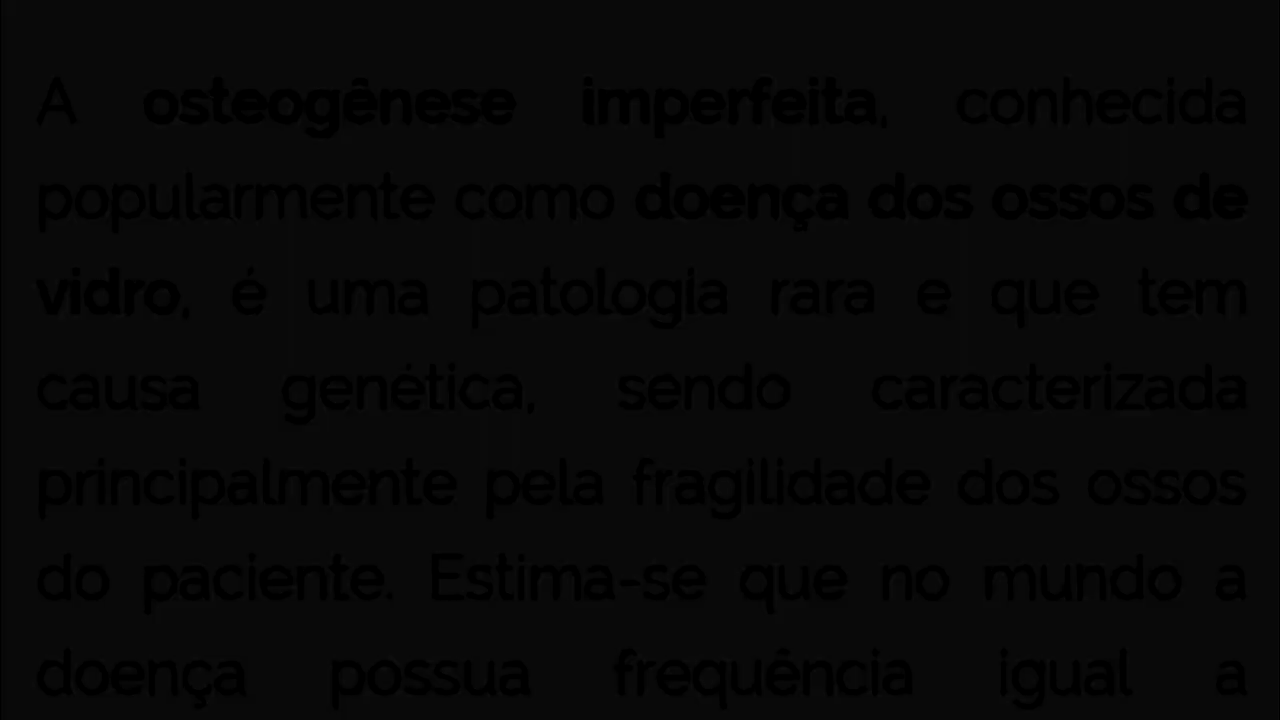 A osteogênese imperfeita, conhecida
popularmente como doença dos ossos de
vidro, é uma patologia rara e que tem
causa genética, sendo caracterizada
principalmente pela fragilidade dos ossos
do paciente. Estima-se que no mundo a
doença possua frequência igual a